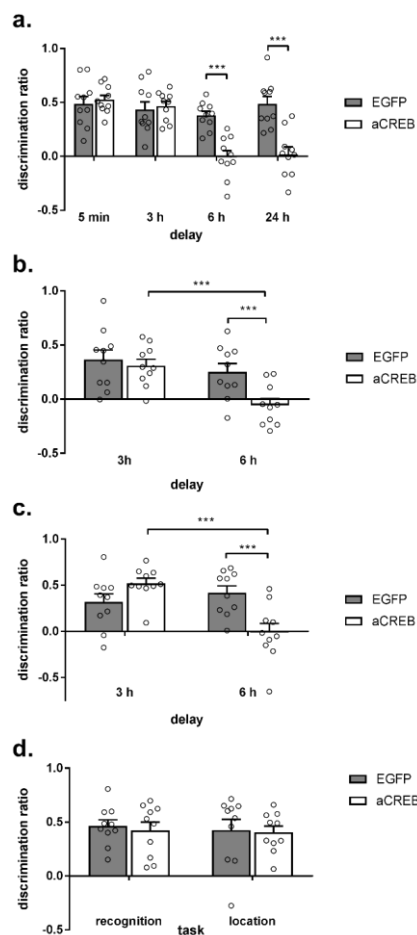 a.
***
***
1.0
0.5
0.0
-0.5
discrimination ratio
5 min
3 h
6 h
24 h
delay
EGFP
aCREB
b.
***
***
1.0
0.5
0.0
-0.5
discrimination ratio
3h
6 h
delay
EGFP
aCREB
c.
***
***
1.0
0.5
0.0
-0.5
discrimination ratio
3 h
6 h
delay
EGFP
aCREB
d.
1.0
0.5
0.0
-0.5
discrimination ratio
recognition
location
task
EGFP
aCREB